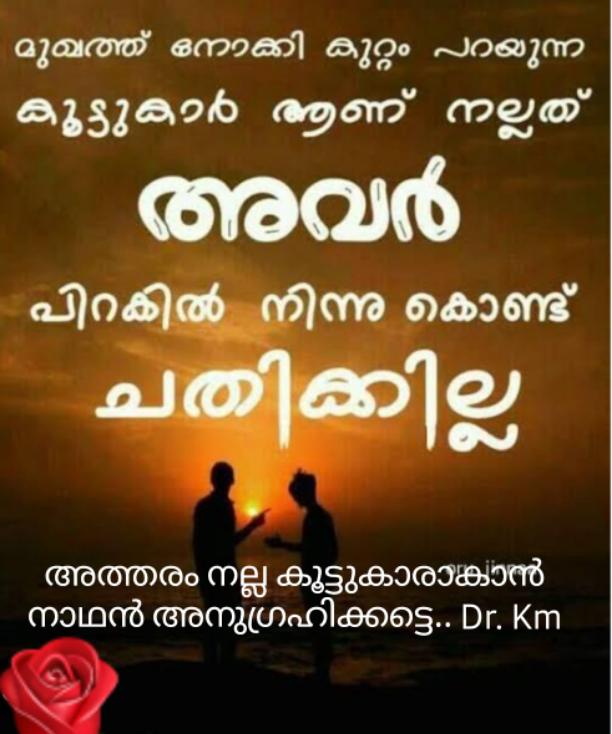 മുഖത്ത് നോക്കി കുറ്റം പറയുന്ന
കൂട്ടുകാർ ആണ് നല്ലത്
അവർ
പിറകിൽ നിന്നു കൊണ്ട്
ചതിക്കില്ല
അത്തരം നല്ല കൂട്ടുകാരാകാൻ
നാഥൻ അനുഗ്രഹിക്കട്ടെ.. Dr. Km